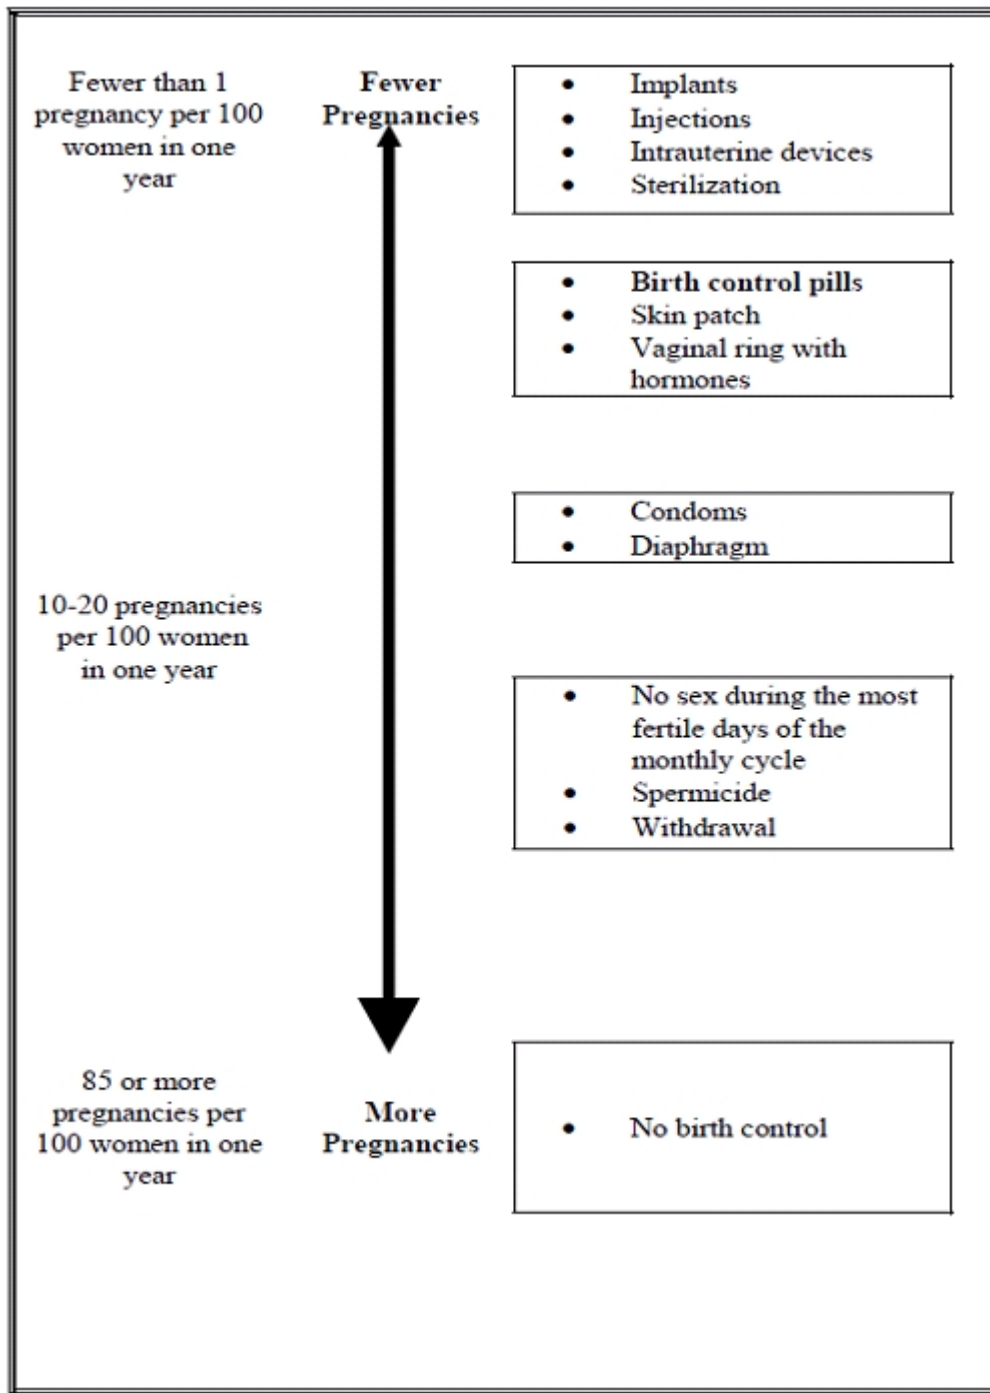 Fewer than 1
pregnancy per 100
women in one
year
Fewer
Pregnancies
• Implants
• Injections
• Intrauterine devices
• Sterilization
• Birth control pills
• Skin patch
• Vaginal ring with
hormones
• Condoms
• Diaphragm
10-20 pregnancies
per 100 women
in one year
• No sex during the most
fertile days of the
monthly cycle
• Spermicide
• Withdrawal
85 or more
pregnancies per
100 women in one
year
More
Pregnancies
• No birth control